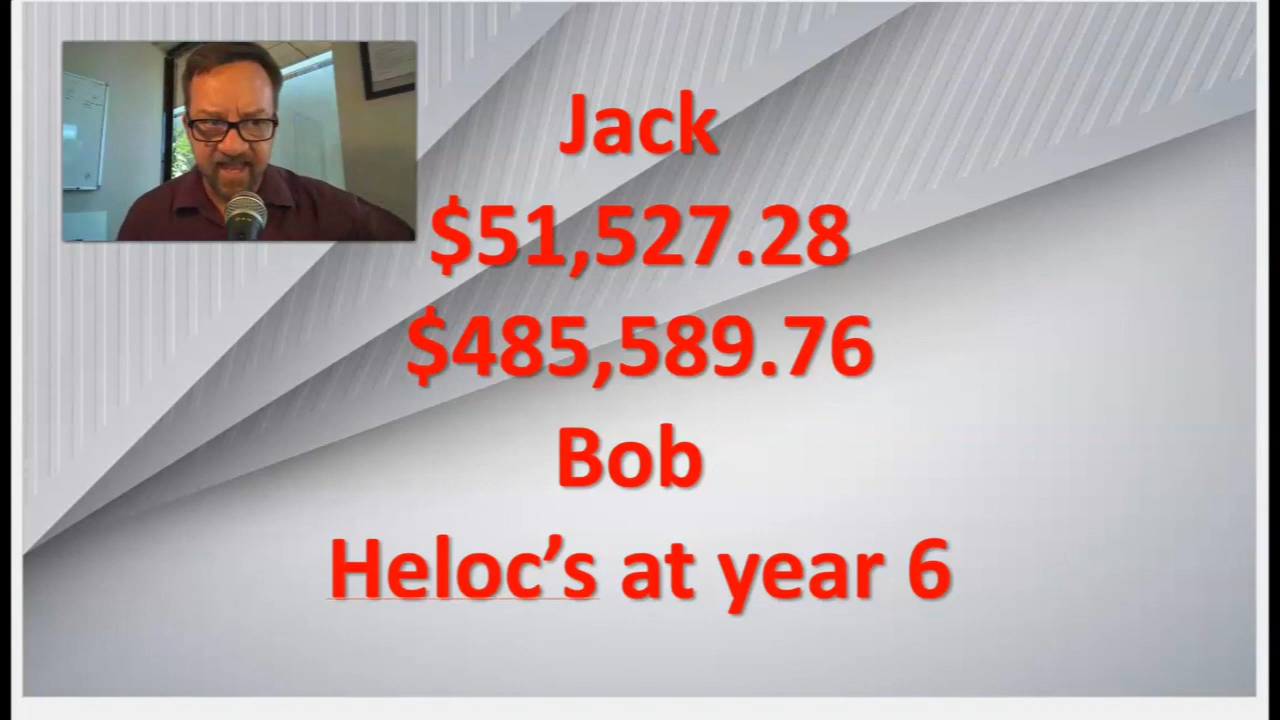 Jack
$51,527.28
$485,589.76
Bob
Heloc’s at year 6